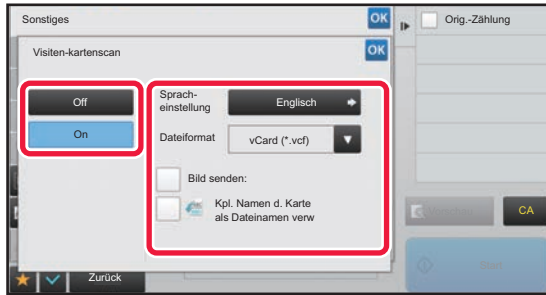 Sonstiges
OK
Orig.-Zählung
Visiten-kartenscan
OK
Off
On
Sprach-
einstellung
Englisch
Dateiformat
vCard (*.vcf)
Bild senden:
Kpl. Namen d. Karte
als Dateinamen verw
CA
Start
Zurück